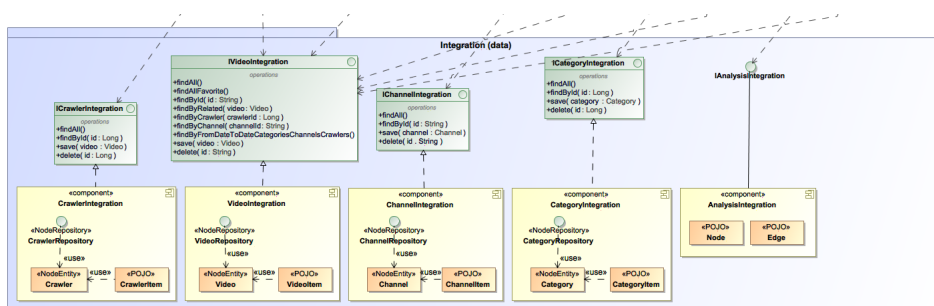 Integration (data)
IVideoIntegration
operations
+findAll()
+findAllFavorite()
+findById( id : String )
+findByRelated( video : Video )
+findByCrawler( crawlerId : Long )
+findByChannel( channelId : String )
+findByFromDateToDateCategoriesChannelsCrawlers()
+save( video : Video )
+delete( id : String )
ICategoryIntegration
operations
+findAll()
+findById( id : Long )
+save( category : Category )
+delete( id : Long )
IAnalysisIntegration
IChannelIntegration
operations
+findAll()
+findById( id : String )
+save( channel : Channel )
+delete( id . String )
ICrawlerIntegration
operations
+findAll()
+findById( id : Long )
+save( video : Video )
+delete( id : Long )
«component»
CrawlerIntegration
«NodeRepository»
CrawlerRepository
«use»
«NodeEntity»
Crawler
«use»
«POJO»
CrawlerItem
«component»
VideoIntegration
«NodeRepository»
VideoRepository
«use»
«NodeEntity»
Video
«use»
«POJO»
VideoItem
«component»
ChannelIntegration
«NodeRepository»
ChannelRepository
«use»
«NodeEntity»
Channel
«use»
«POJO»
ChannelItem
«component»
CategoryIntegration
«NodeRepository»
CategoryRepository
«use»
«NodeEntity»
Category
«use»
«POJO»
CategoryItem
«component»
AnalysisIntegration
«POJO»
Node
«POJO»
Edge